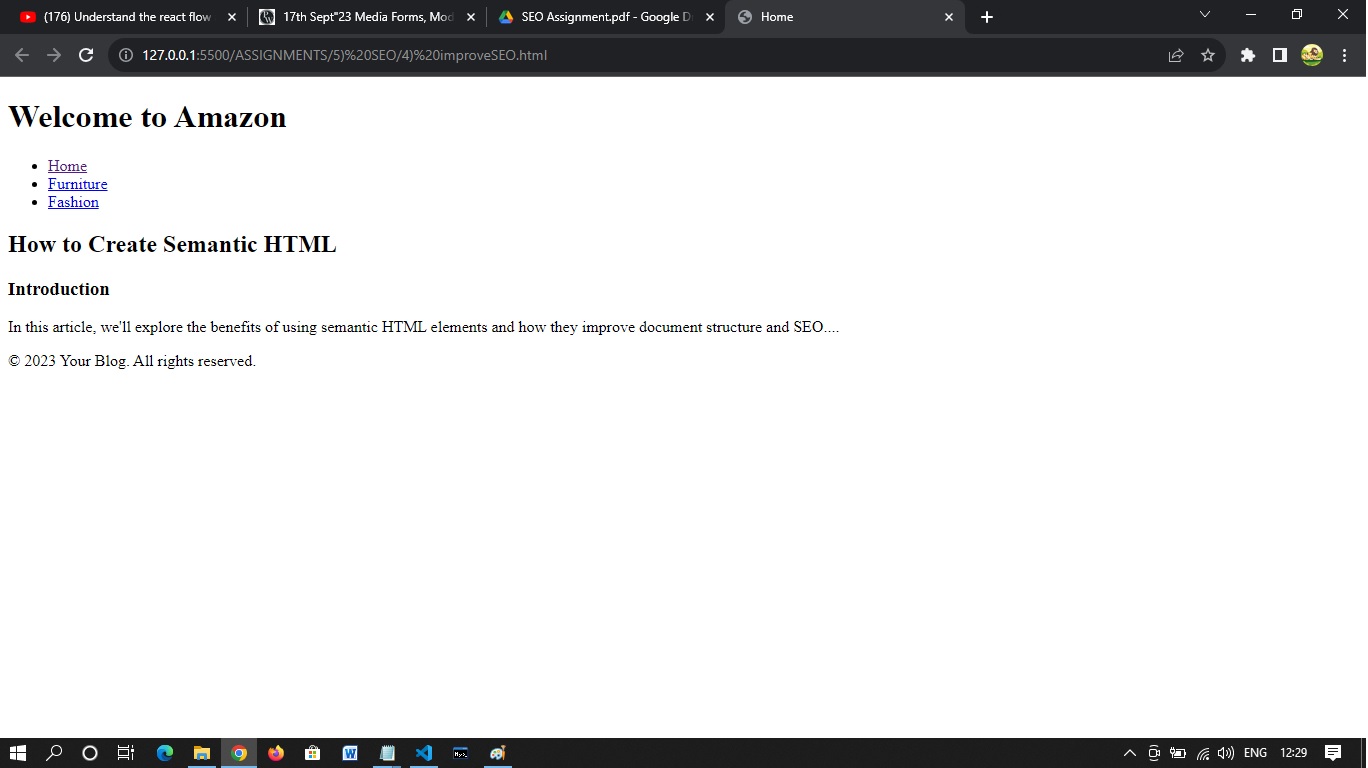 (176) Understand the react flow
17th Sept"23 Media Forms, Mod
SEO Assignment.pdf - Google D
Home
127.0.0.1:5500/ASSIGNMENTS/5)%20SEO/4)%20improveSEO.html
Welcome to Amazon
Home
Furniture
Fashion
How to Create Semantic HTML
Introduction
In this article, we'll explore the benefits of using semantic HTML elements and how they improve document structure and SEO....
© 2023 Your Blog. All rights reserved.
ENG
12:29